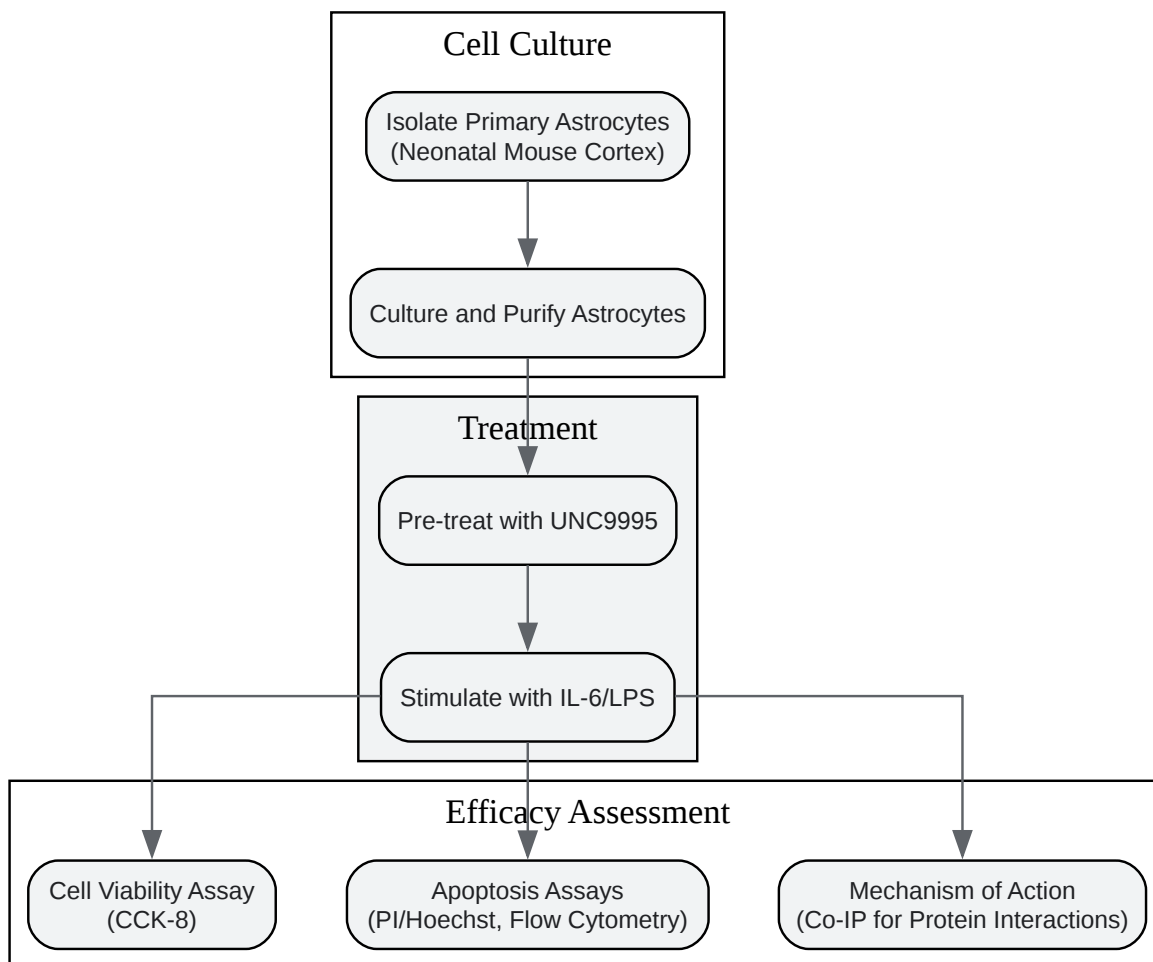 Cell Culture
Isolate Primary Astrocytes
(Neonatal Mouse Cortex)
Culture and Purify Astrocytes
Treatment
Pre-treat with UNC9995
Stimulate with IL-6/LPS
Efficacy Assessment
Cell Viability Assay
(CCK-8)
Apoptosis Assays
(PI/Hoechst, Flow Cytometry)
Mechanism of Action
(Co-IP for Protein Interactions)